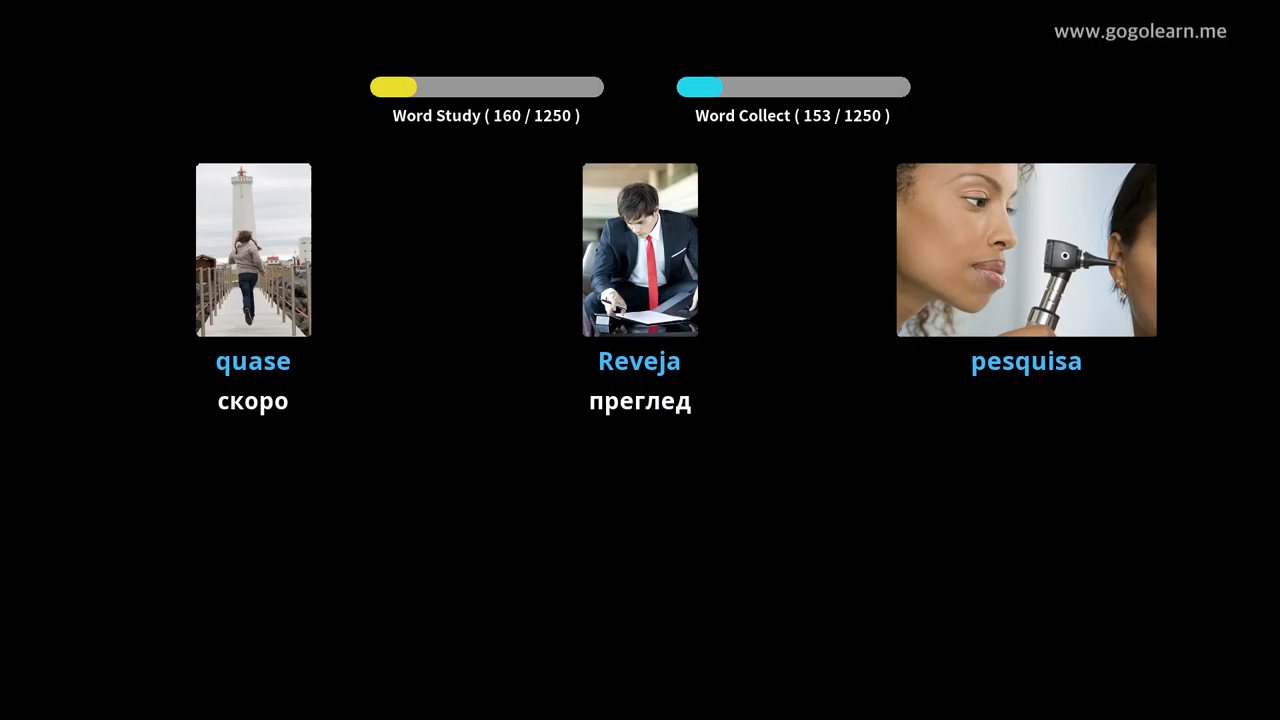 www.gogolearn.me
Word Study ( 160 / 1250 )
Word Collect ( 153 / 1250 )
quase
Reveja
pesquisa
скоро
преглед